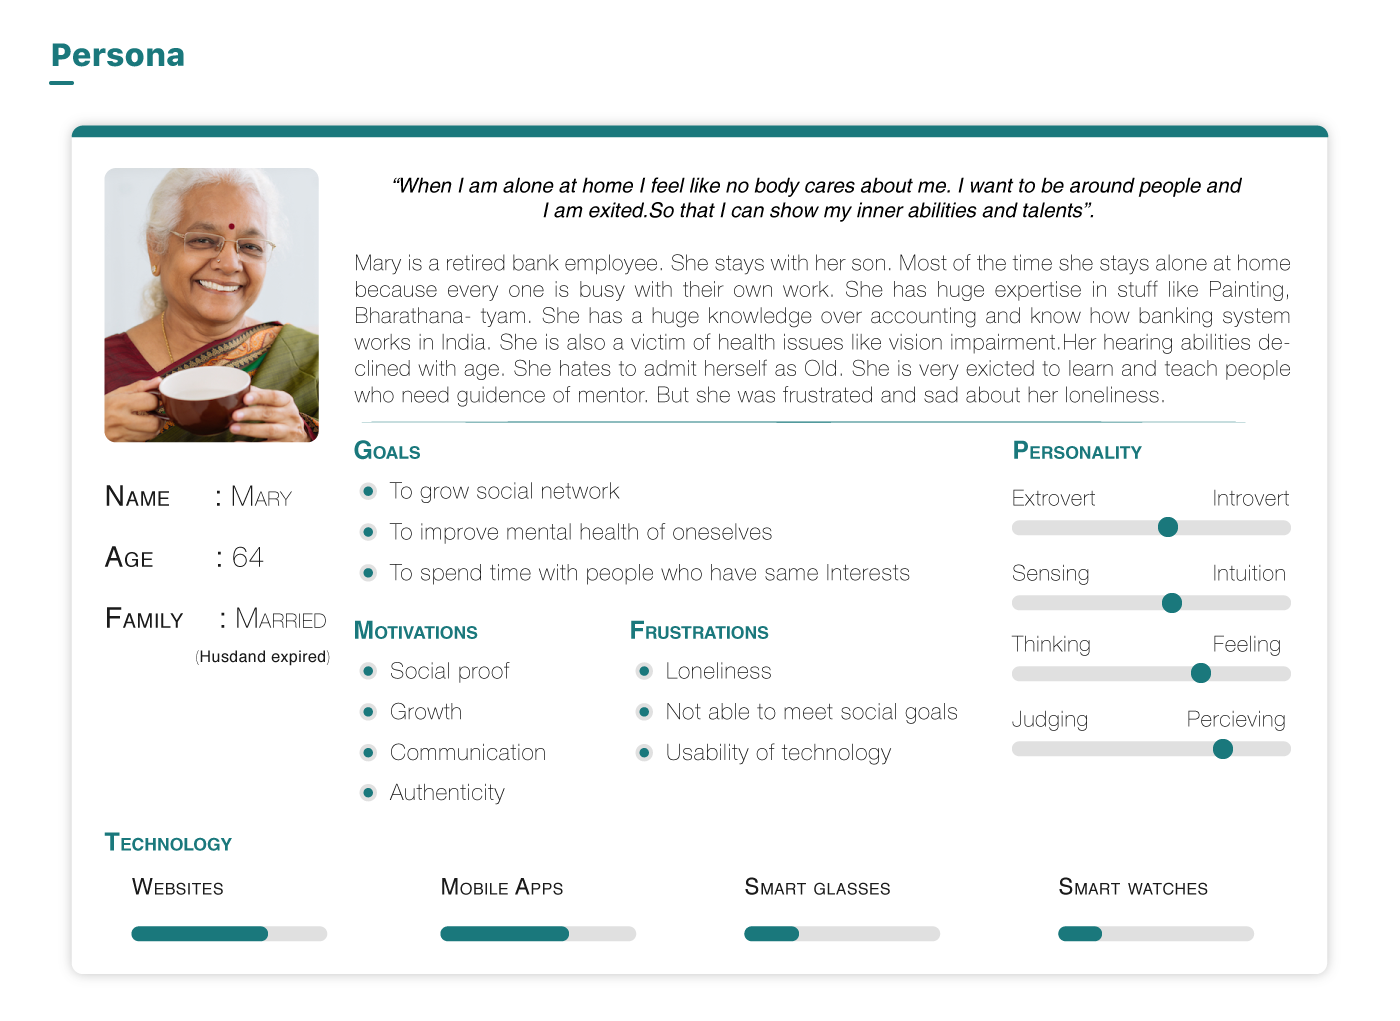 Persona
“When I am alone at home I feel like no body cares about me. I want to be around people and
I am exited.So that I can show my inner abilities and talents”.
Mary is a retired bank employee. She stays with her son. Most of the time she stays alone at home
because every one is busy with their own work. She has huge expertise in stuff like Painting,
Bharathana- tyam. She has a huge knowledge over accounting and know how banking system
works in India. She is also a victim of health issues like vision impairment.Her hearing abilities de-
clined with age. She hates to admit herself as Old. She is very exicted to learn and teach people
who need guidence of mentor. But she was frustrated and sad about her loneliness.
Name : Mary
Age : 64
Family : Married
(Husdand expired)
Goals
To grow social network
To improve mental health of oneselves
To spend time with people who have same Interests
Motivations
Social proof
Growth
Communication
Authenticity
Frustrations
Loneliness
Not able to meet social goals
Usability of technology
Personality
Extrovert Introvert
Sensing Intuition
Thinking Feeling
Judging Percieving
Technology
Websites Mobile Apps Smart glasses Smart watches